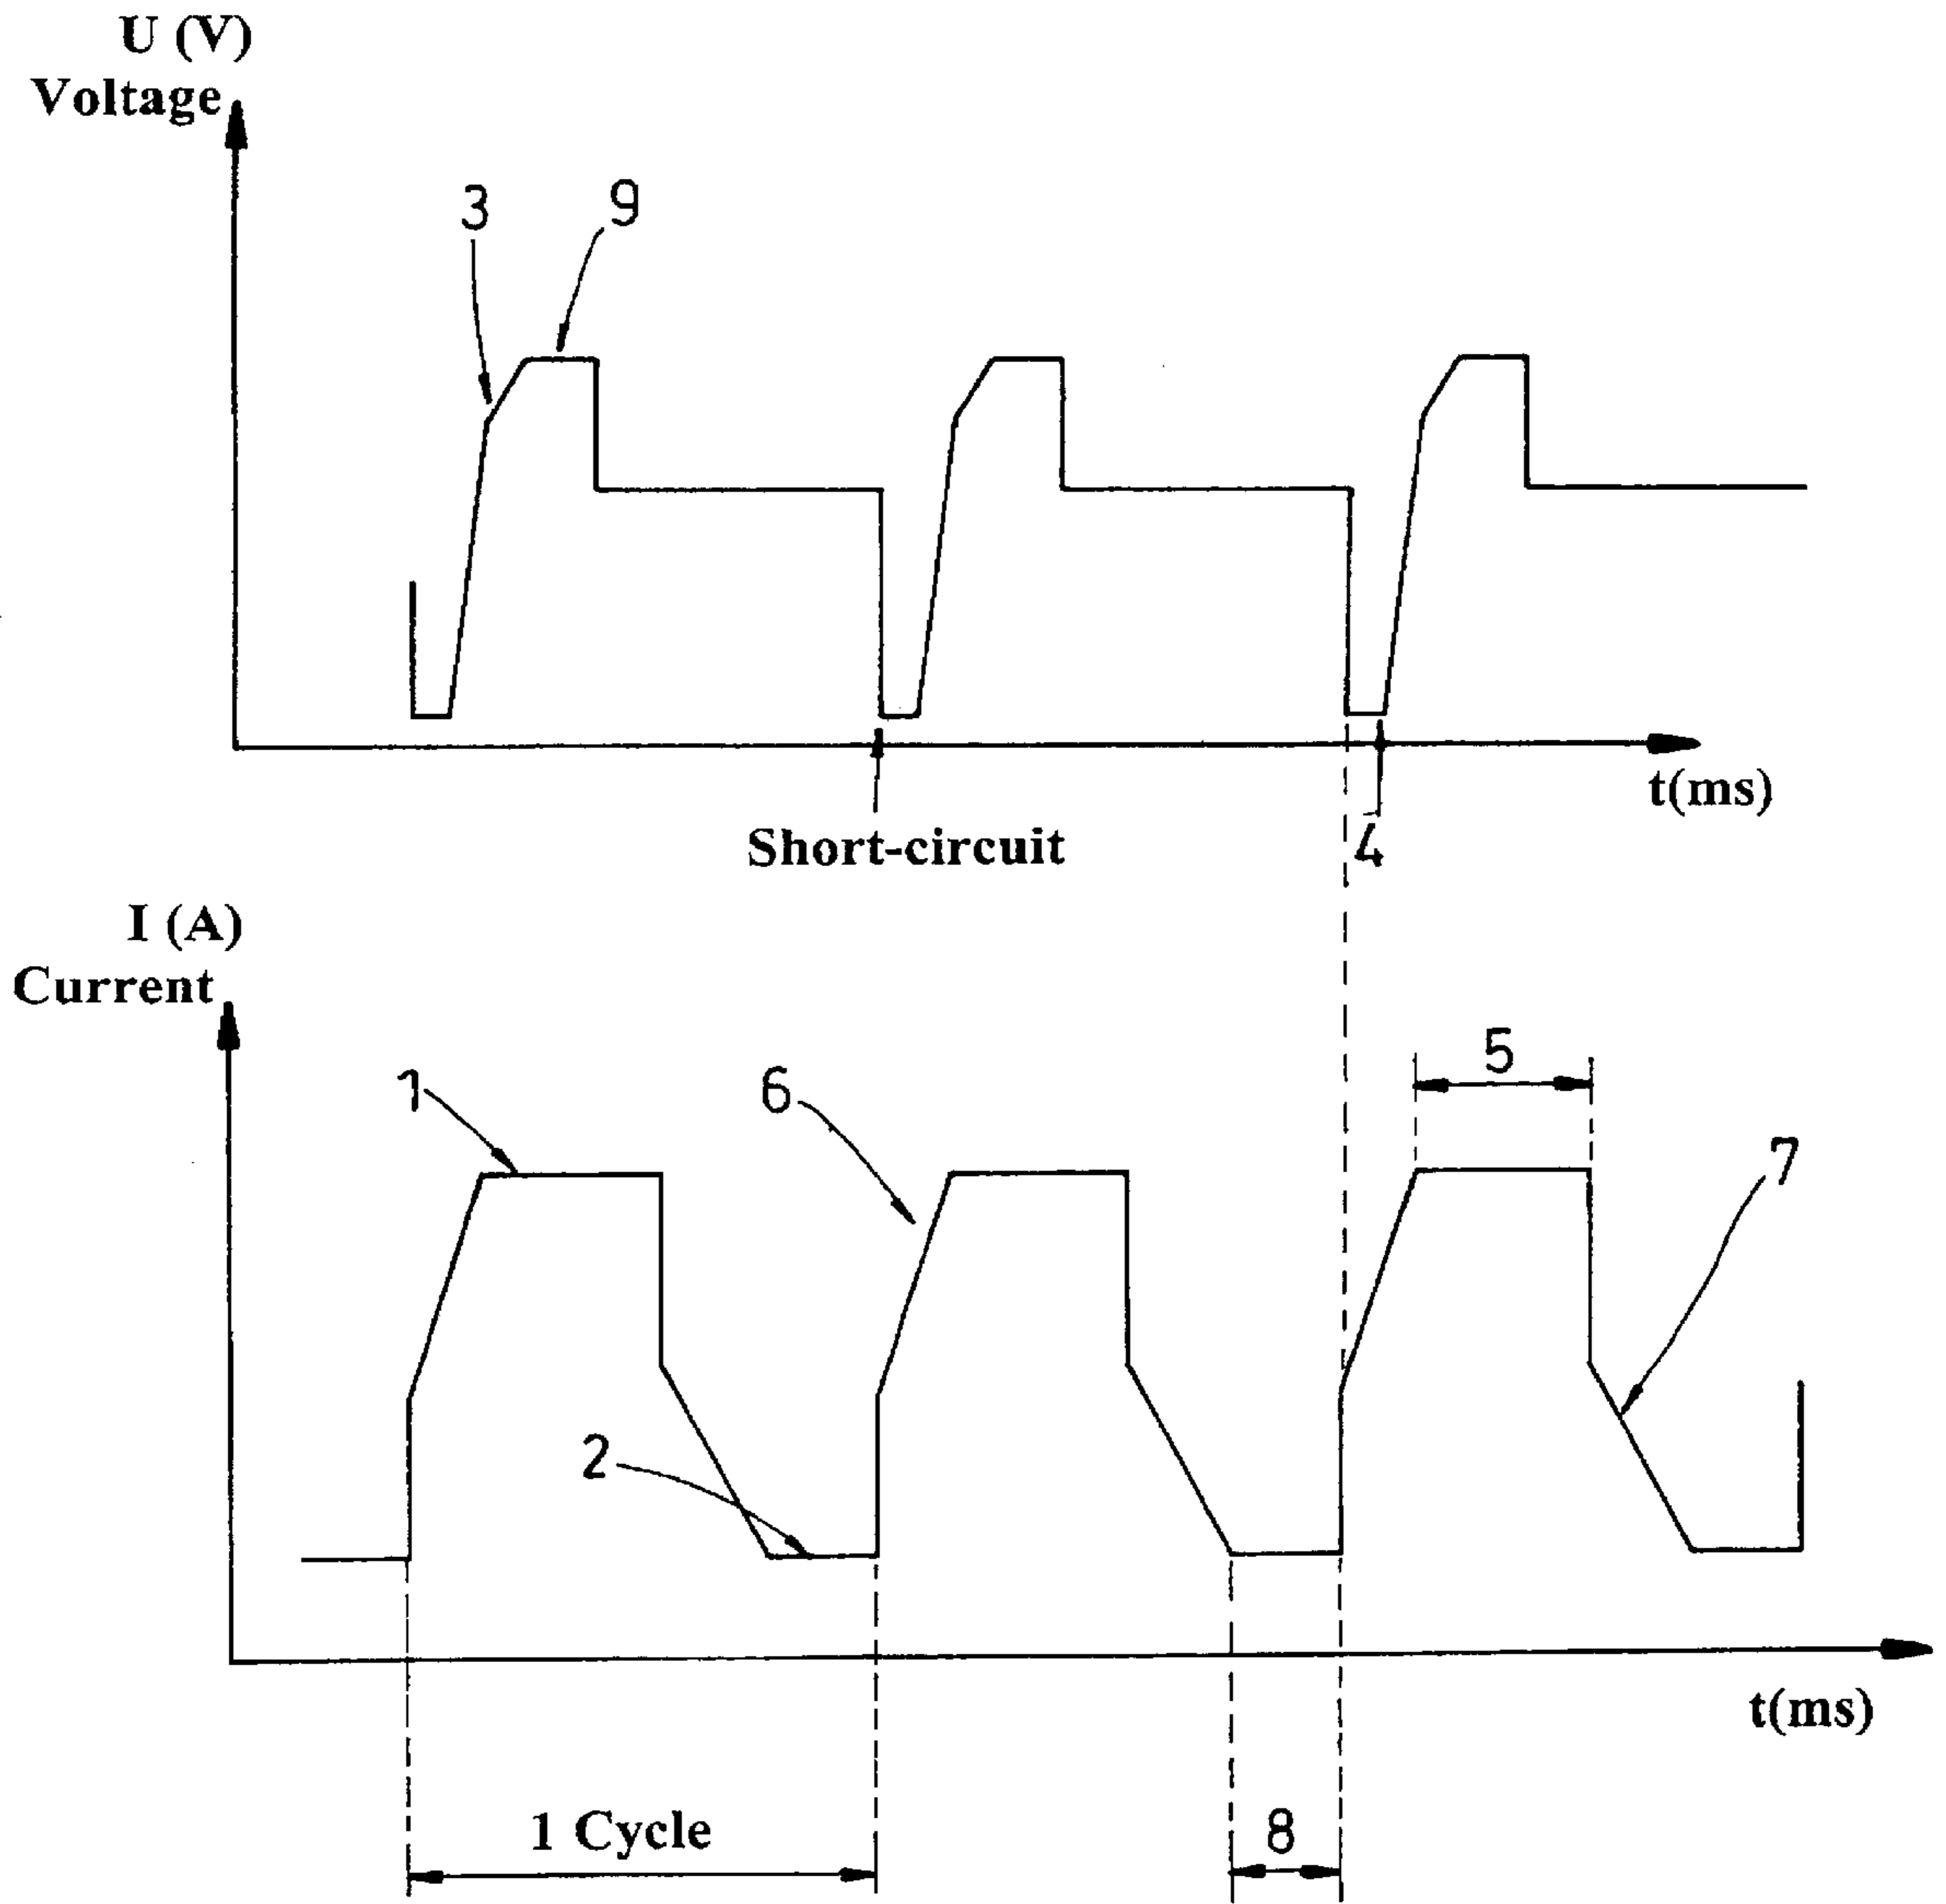 U (V)
Voltage
3
9
t(ms)
Short-circuit
4
I (A)
Current
5
1
6
7
2
t(ms)
1 Cycle
8